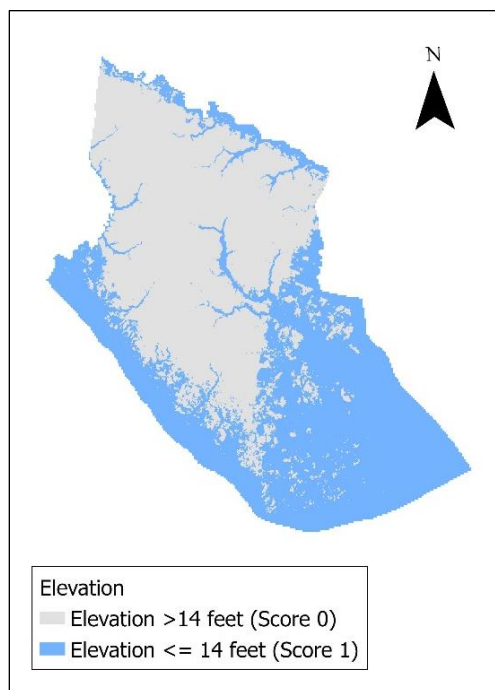 N
Elevation
Elevation >14 feet (Score 0)
Elevation <= 14 feet (Score 1)